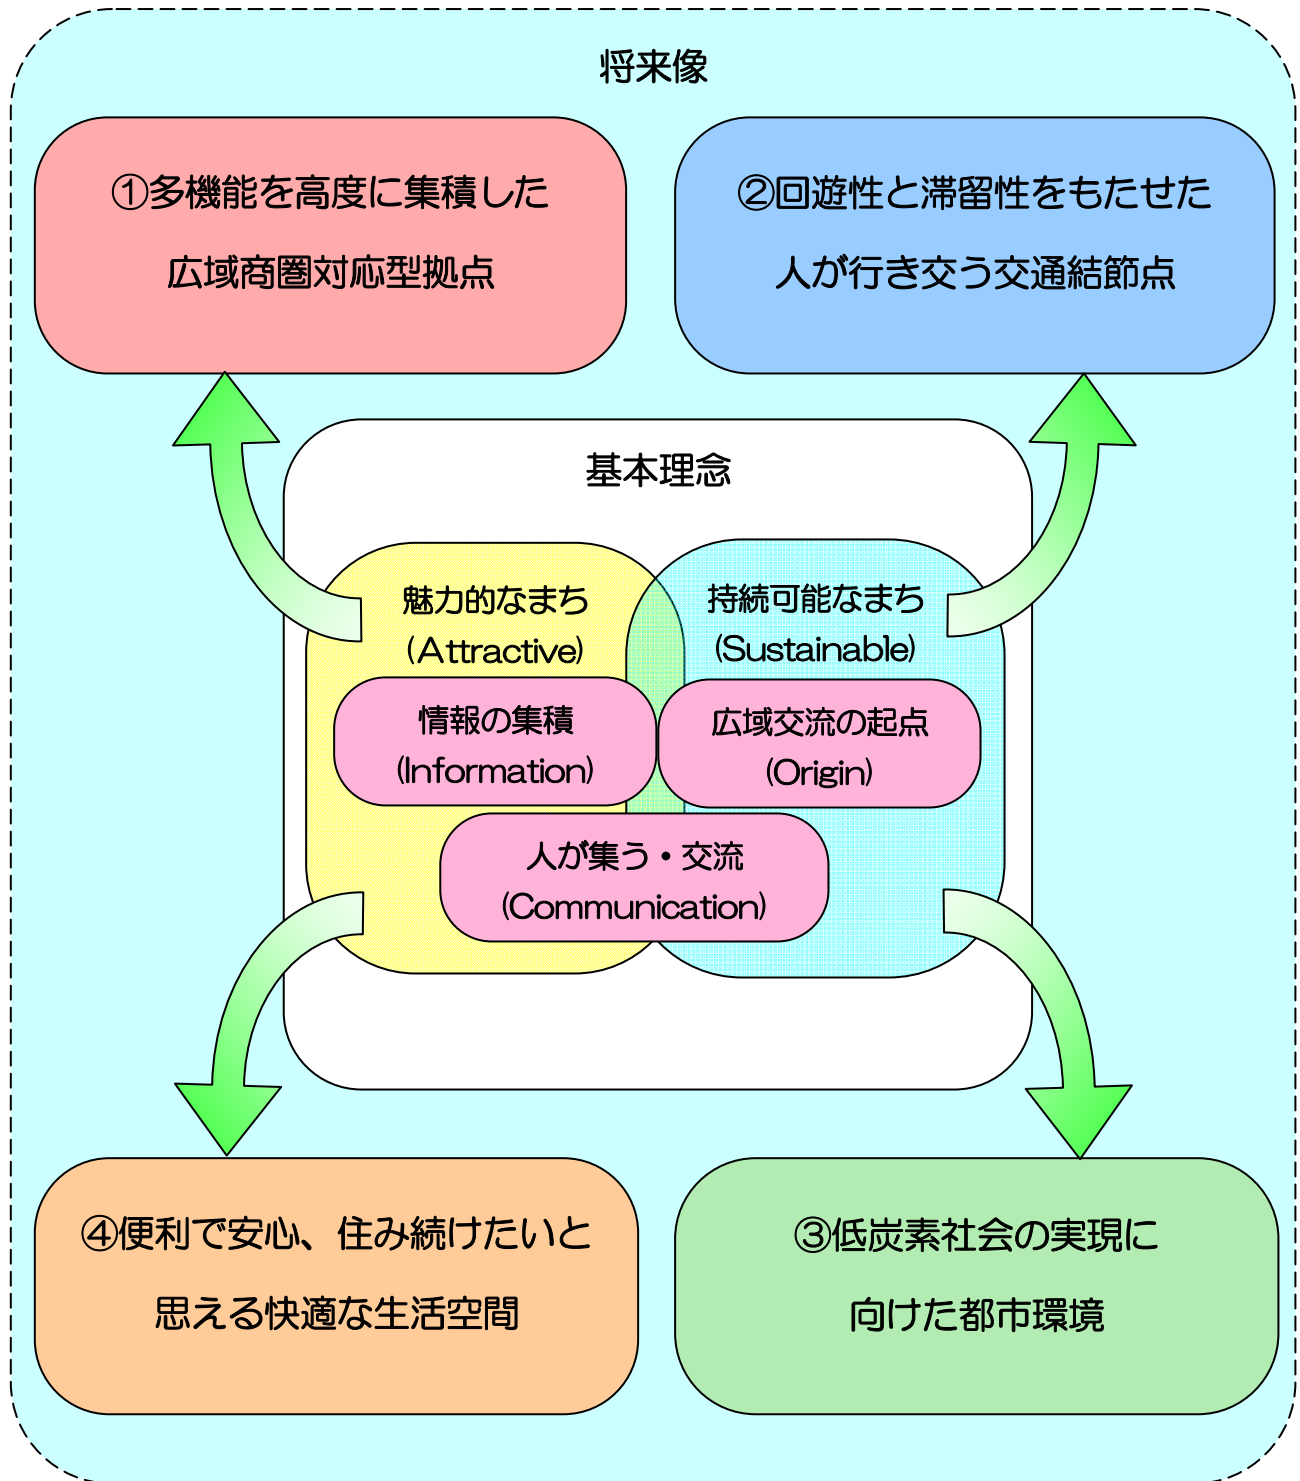 将来像
①多機能を高度に集積した
広域商圏対応型拠点
②回遊性と滞留性をもたせた
人が行き交う交通結節点
基本理念
魅力的なまち
(Attractive)
持続可能なまち
(Sustainable)
情報の集積
(Information)
広域交流の起点
(Origin)
人が集う・交流
(Communication)
④便利で安心、住み続けたいと
思える快適な生活空間
③低炭素社会の実現に
向けた都市環境